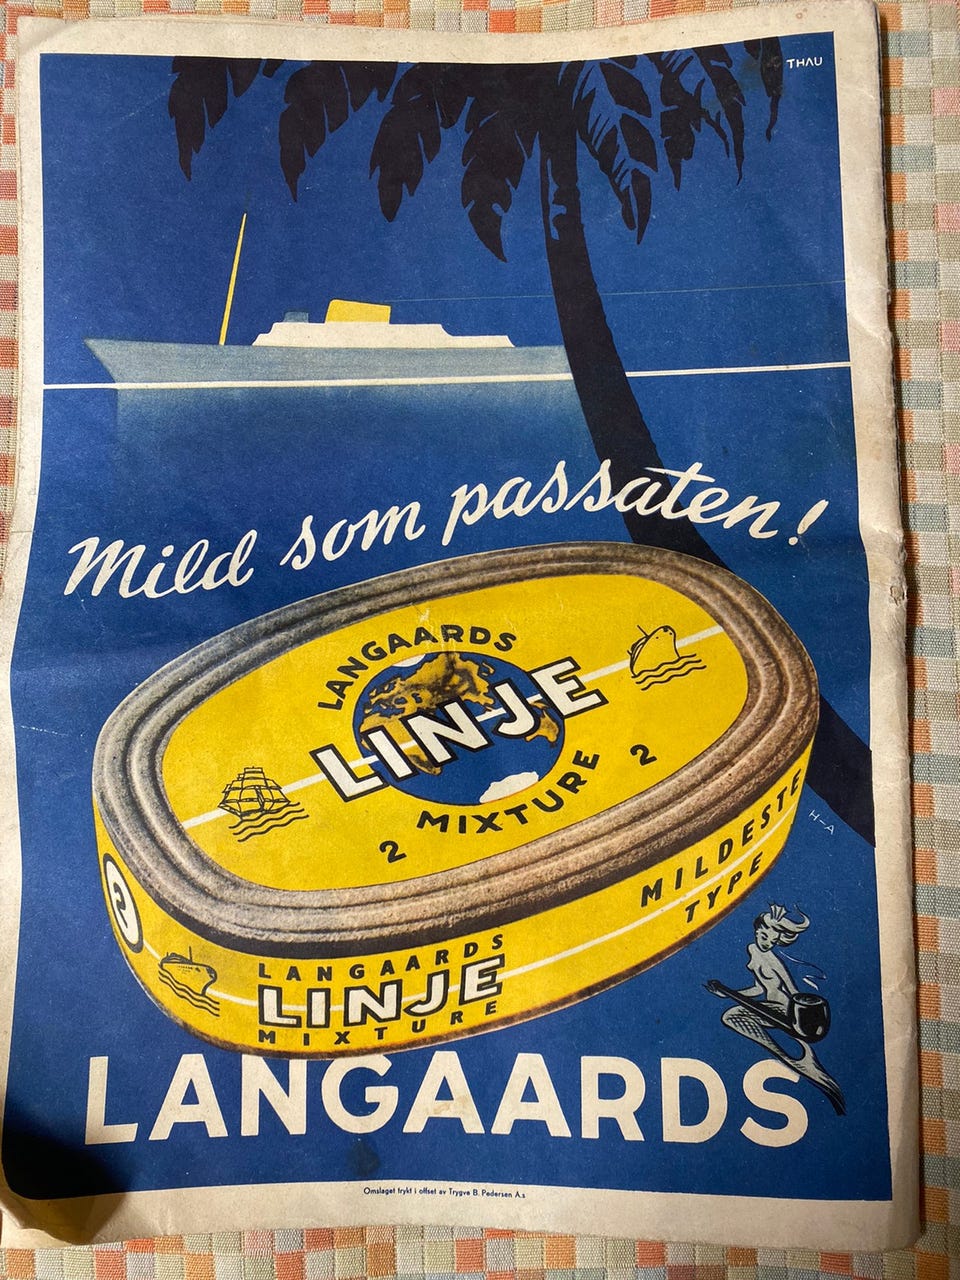 THAU
Mild som passaten!
LANGAARDS
LINJE
MIXTURE
2 2
H-A
MILDESTE
TYPE
2
LANGAARDS
LINJE
MIXTURE
LANGAARDS
Omslaget trykt i offset av Trygve B. Pedersen A.s